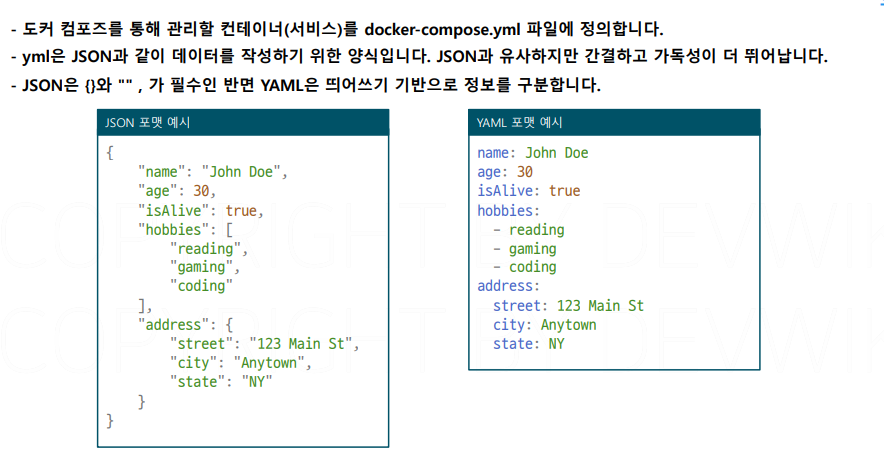 - 도커 컴포즈를 통해 관리할 컨테이너(서비스)를 docker-compose.yml 파일에 정의합니다.
- yml은 JSON과 같이 데이터를 작성하기 위한 양식입니다. JSON과 유사하지만 간결하고 가독성이 더 뛰어납니다.
- JSON은 {}와 "" , 가 필수인 반면 YAML은 띄어쓰기 기반으로 정보를 구분합니다.
JSON 포맷 예시
{
    "name": "John Doe",
    "age": 30,
    "isAlive": true,
    "hobbies": [
        "reading",
        "gaming",
        "coding"
    ],
    "address": {
        "street": "123 Main St",
        "city": "Anytown",
        "state": "NY"
    }
}
YAML 포맷 예시
name: John Doe
age: 30
isAlive: true
hobbies:
  - reading
  - gaming
  - coding
address:
  street: 123 Main St
  city: Anytown
  state: NY